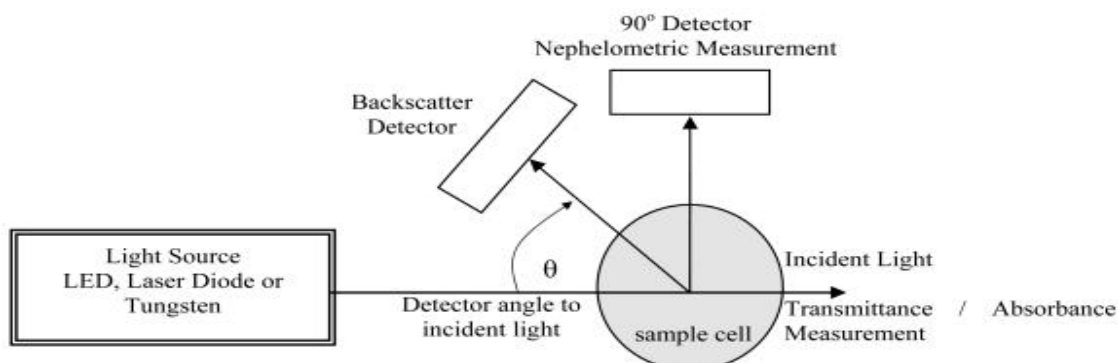 90° Detector
Nephelometric Measurement
Backscatter
Detector
Light Source
LED, Laser Diode or
Tungsten
θ
Detector angle to
incident light
sample cell
Incident Light
Transmittance / Absorbance
Measurement